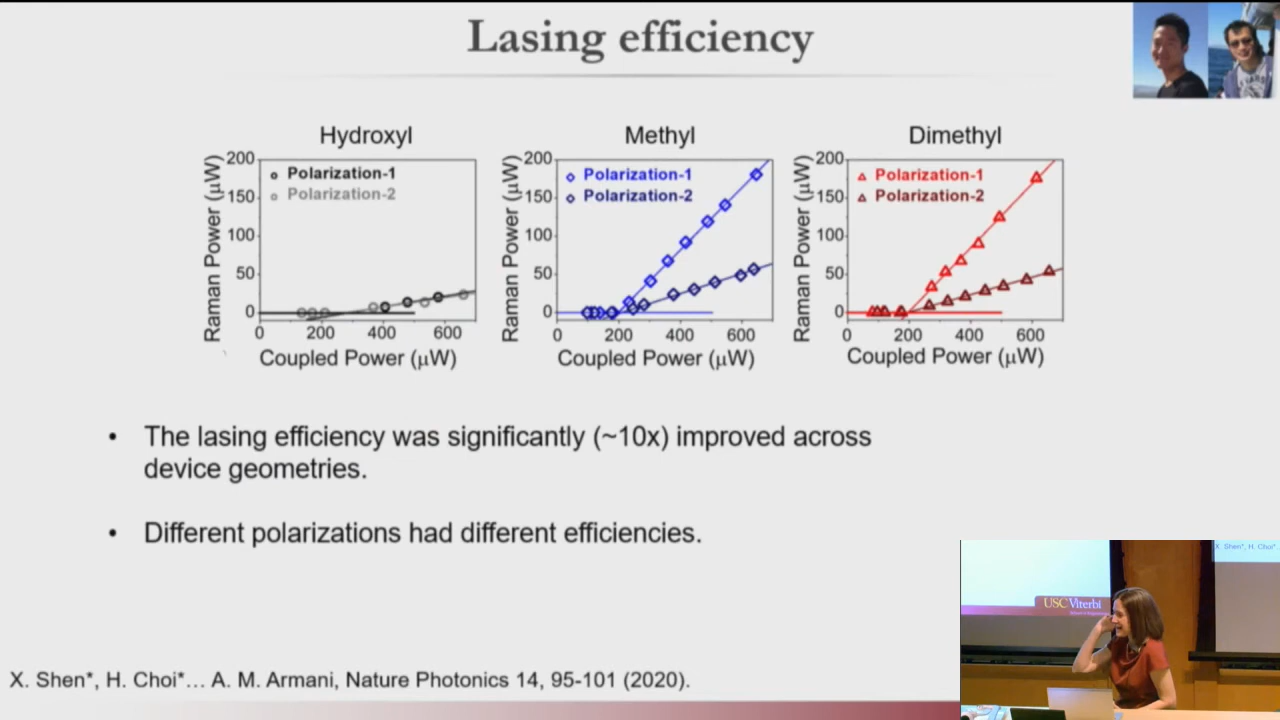 Lasing efficiency
Hydroxyl
Methyl
Dimethyl
Raman Power (µW)
200
150
100
50
0
Polarization-1
Polarization-2
0 200 400 600
Coupled Power (µW)
Raman Power (µW)
200
150
100
50
0
Polarization-1
Polarization-2
0 200 400 600
Coupled Power (µW)
Raman Power (µW)
200
150
100
50
0
Polarization-1
Polarization-2
0 200 400 600
Coupled Power (µW)
• The lasing efficiency was significantly (~10x) improved across
device geometries.
• Different polarizations had different efficiencies.
X. Shen*, H. Choi*... A. M. Armani, Nature Photonics 14, 95-101 (2020).
X. Shen*, H. Choi*...
USC Viterbi